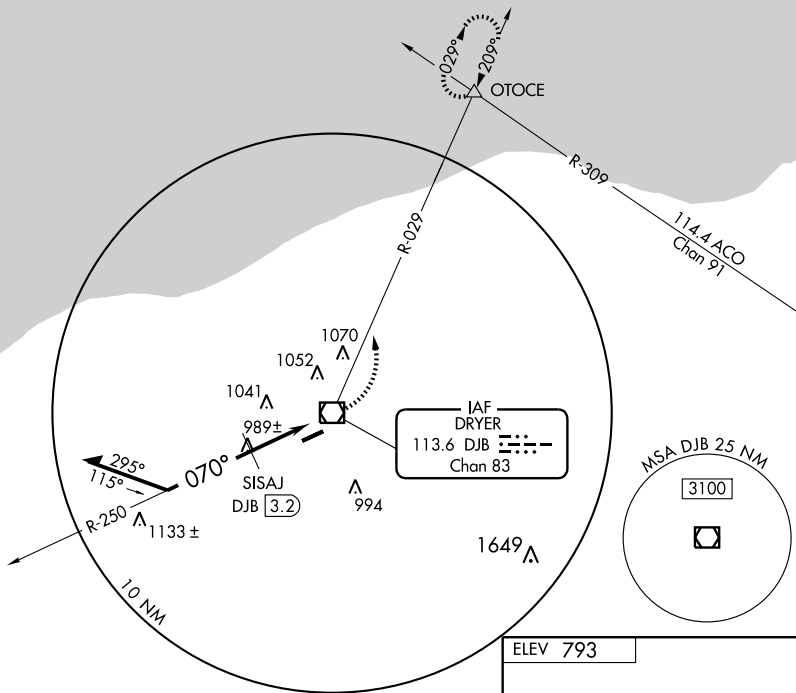 029°
209°
OTOCE
R-309
114.4 ACO
Chan 91
R-029
1070
1052
1041
989±
070°
295°
115°
R-250
1133 ±
SISAJ
DJB 3.2
994
1649
10 NM
IAF
DRYER
113.6 DJB
Chan 83
MSA DJB 25 NM
3100
ELEV 793